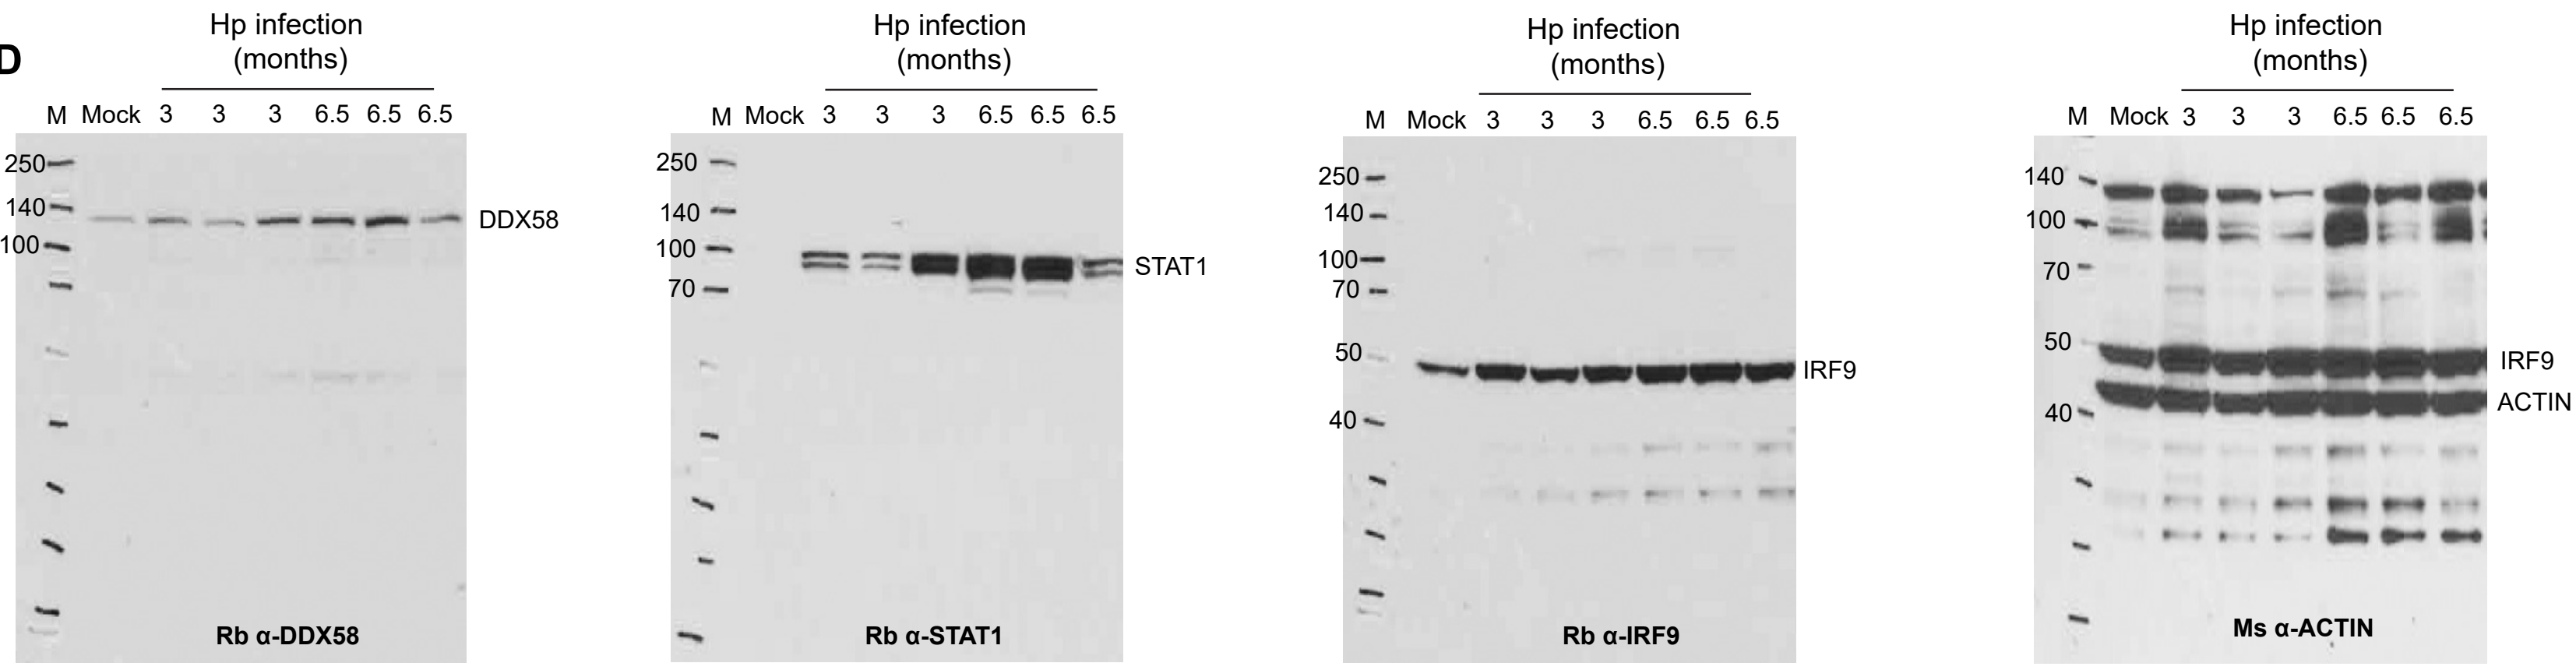 D
Hp infection
(months)
M Mock 3 3 3 6.5 6.5 6.5
250
140
100
DDX58
Rb α-DDX58
Hp infection
(months)
M Mock 3 3 3 6.5 6.5 6.5
250
140
100
70
STAT1
Rb α-STAT1
Hp infection
(months)
M Mock 3 3 3 6.5 6.5 6.5
250
140
100
70
50
40
IRF9
Rb α-IRF9
Hp infection
(months)
M Mock 3 3 3 6.5 6.5 6.5
140
100
70
50
40
IRF9
ACTIN
Ms α-ACTIN